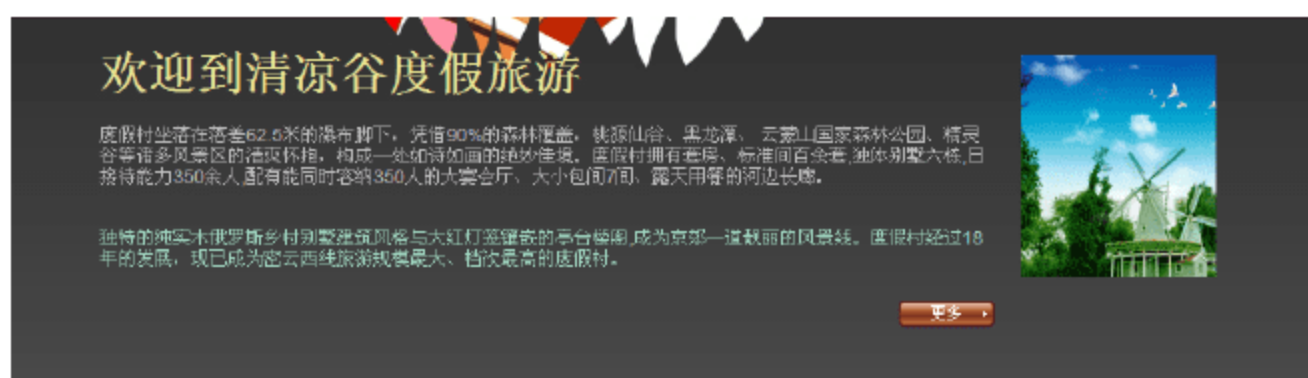 欢迎到清凉谷度假旅游
度假村坐落在落差62.6米的瀑布脚下，凭借90%的森林覆盖，桃源仙谷、黑龙潭、 云蒙山国家森林公园、精灵
谷等诸多风景区的清爽怀抱，构成一处如诗如画的绝妙佳境。度假村拥有套房、标准间百余套,独体别墅六栋,日
接待能力350余人,配有能同时容纳350人的大宴会厅、大小包间7间、露天用餐的河边长廊。
独特的纯实木俄罗斯乡村别墅建筑风格与大红灯笼镶嵌的亭台楼阁,成为京郊一道靓丽的风景线。度假村经过18
年的发展，现已成为密云西线旅游规模最大、档次最高的度假村。
更多